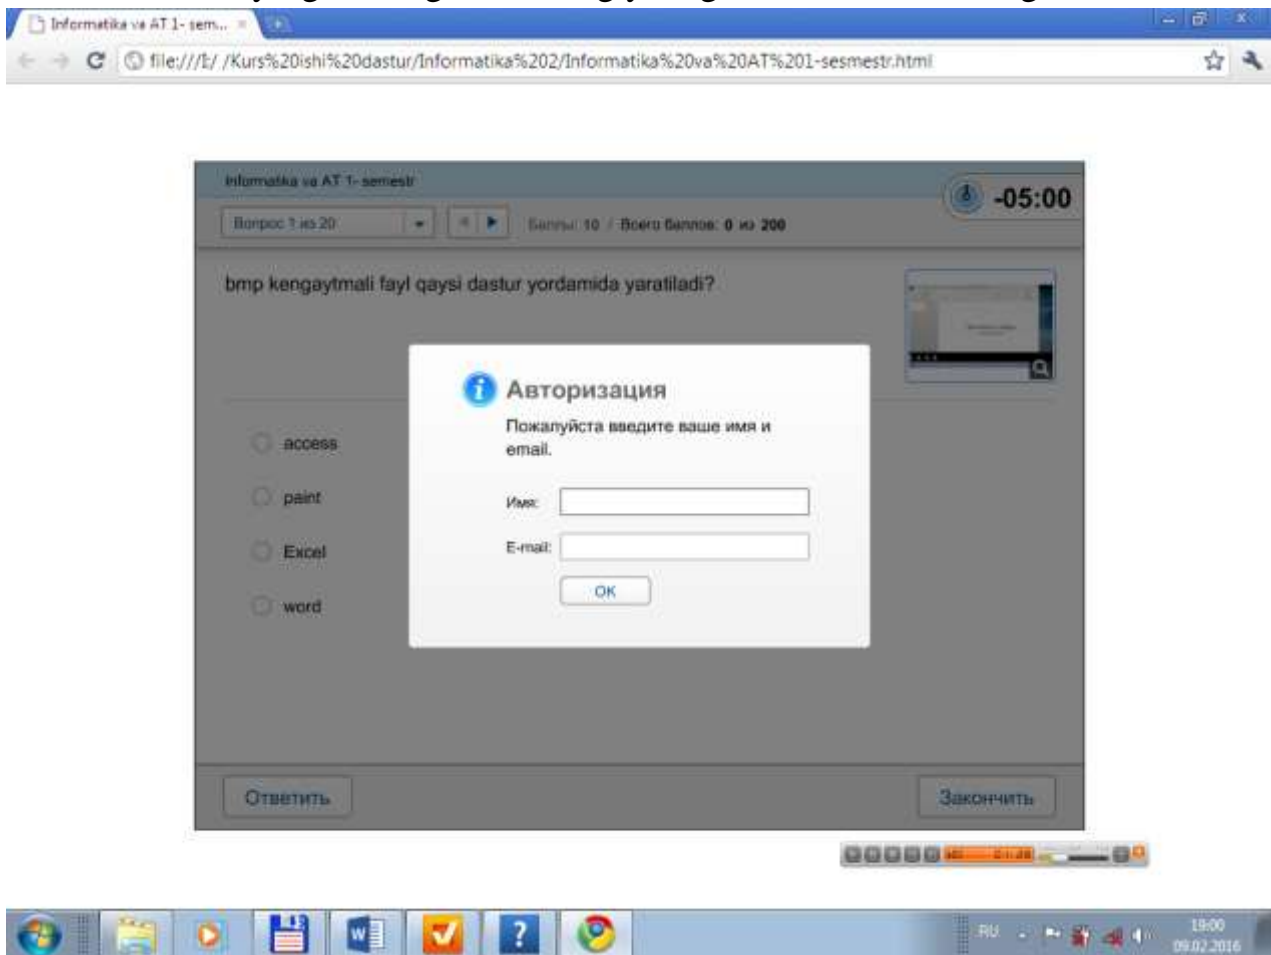 Informatika va AT 1- sem...
file:///E:/ /Kurs%20ishi%20dastur/Informatika%202/Informatika%20va%20AT%201-sesmestr.html
Informatika va AT 1- semestr
-05:00
Вопрос 1 из 20
Баллы: 10 / Всего баллов: 0 из 200
bmp kengaytmali fayl qaysi dastur yordamida yaratiladi?
Авторизация
Пожалуйста введите ваше имя и
email.
access
Имя:
paint
E-mail:
Excel
OK
word
Ответить
Закончить
RU
19:00
09.02.2016